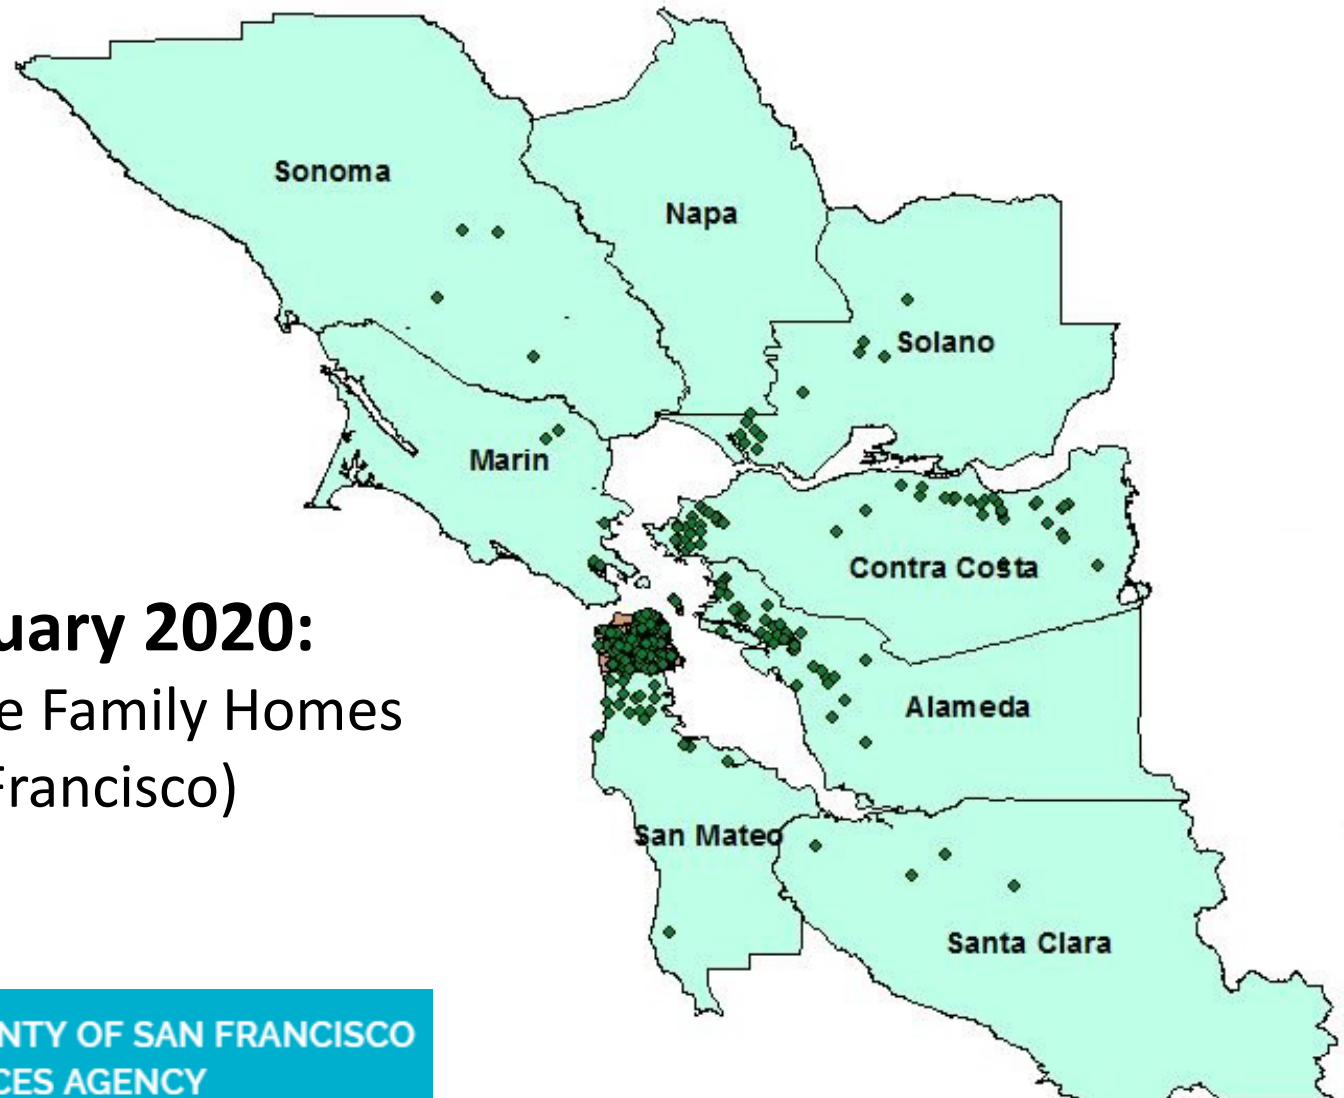 Sonoma
Napa
Solano
Marin
Contra Costa
uary 2020:
e Family Homes
Francisco)
Alameda
San Mateo
Santa Clara
NTY OF SAN FRANCISCO
CES AGENCY